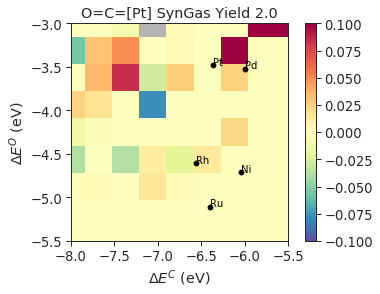 O=C=[Pt] SynGas Yield 2.0
−3.0
−3.5
−4.0
−4.5
−5.0
−5.5
ΔE^O (eV)
Pt
Pd
Rh
Ni
Ru
−8.0 −7.5 −7.0 −6.5 −6.0 −5.5
ΔE^C (eV)
0.100
0.075
0.050
0.025
0.000
−0.025
−0.050
−0.075
−0.100